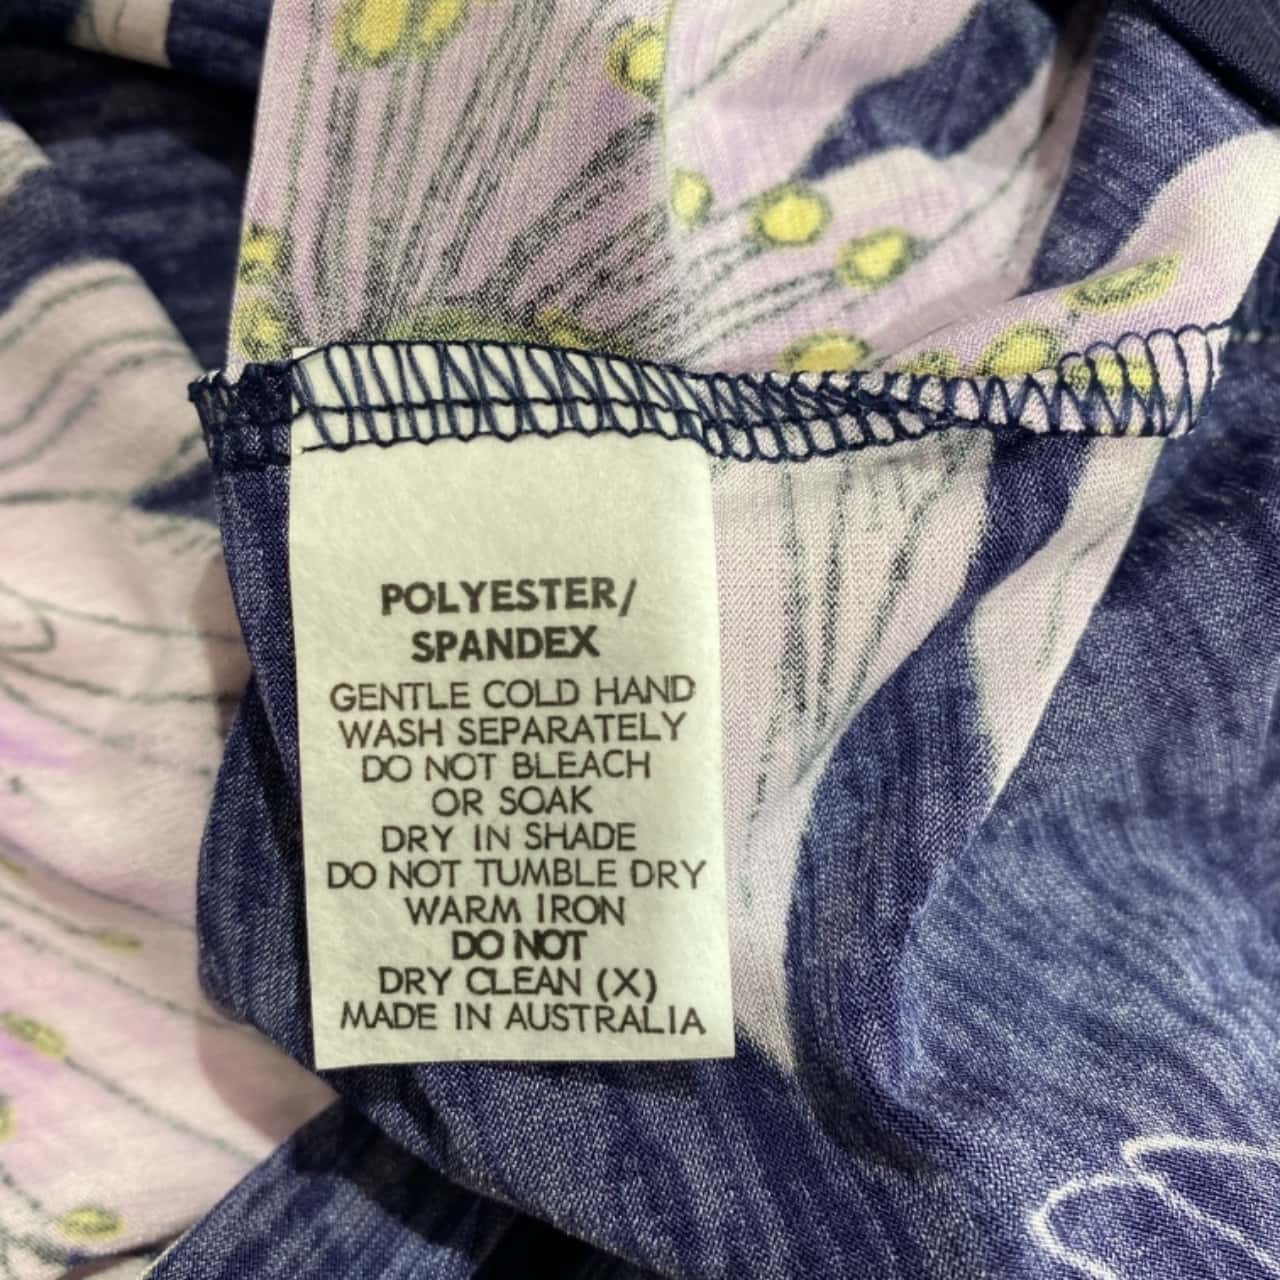 POLYESTER/
SPANDEX
GENTLE COLD HAND
WASH SEPARATELY
DO NOT BLEACH
OR SOAK
DRY IN SHADE
DO NOT TUMBLE DRY
WARM IRON
DO NOT
DRY CLEAN (X)
MADE IN AUSTRALIA